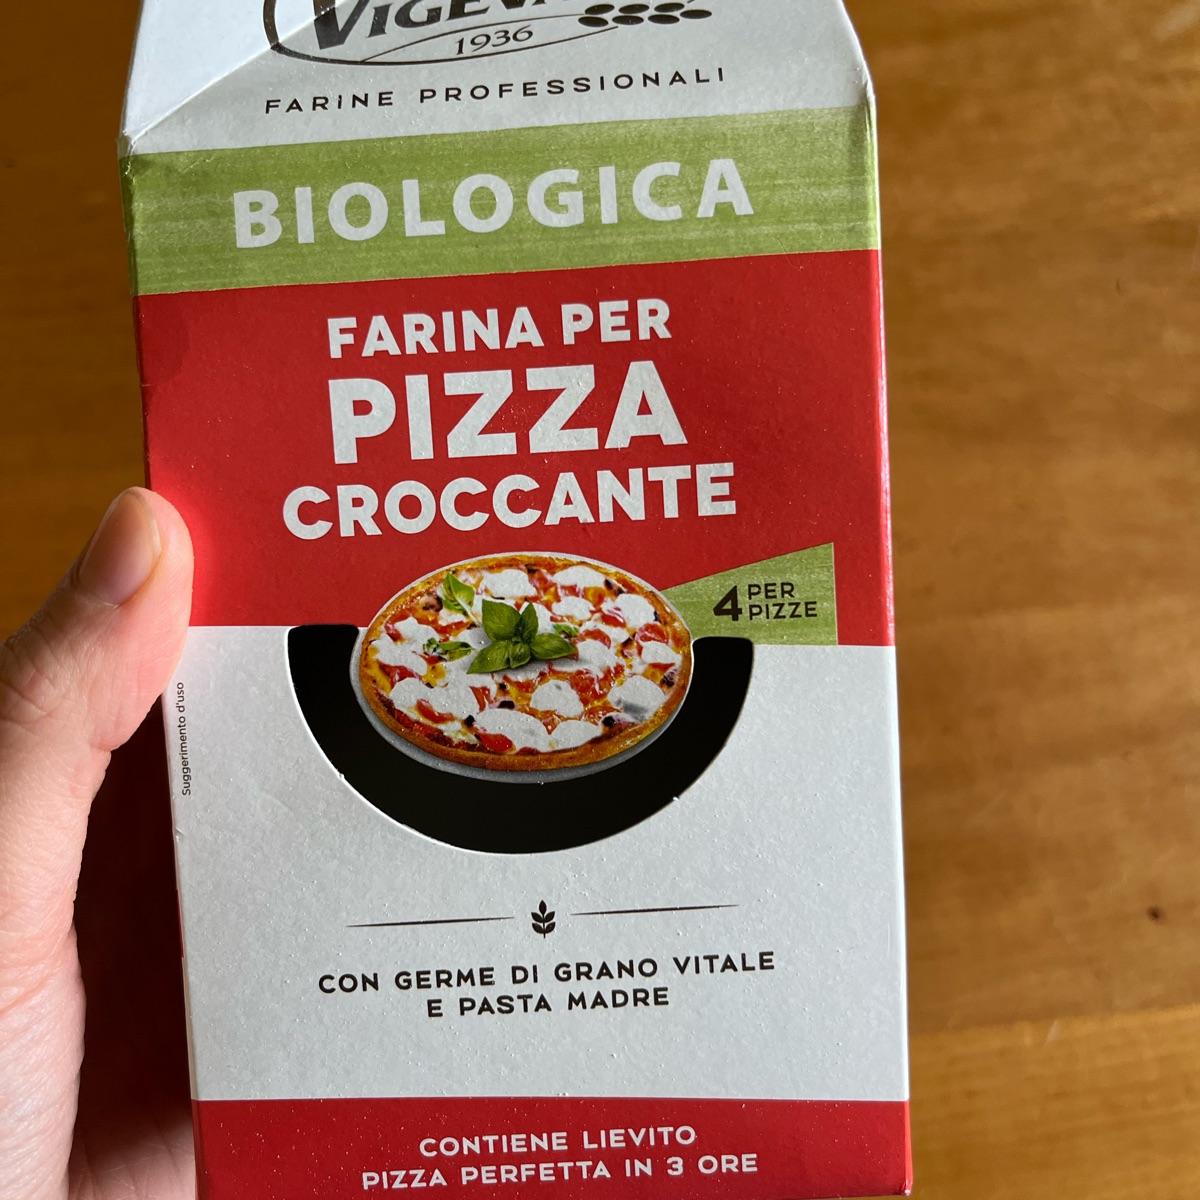 1936
FARINE PROFESSIONALI
BIOLOGICA
FARINA PER
PIZZA
CROCCANTE
4 PER
PIZZE
Suggerimento d'uso
CON GERME DI GRANO VITALE
E PASTA MADRE
CONTIENE LIEVITO
PIZZA PERFETTA IN 3 ORE